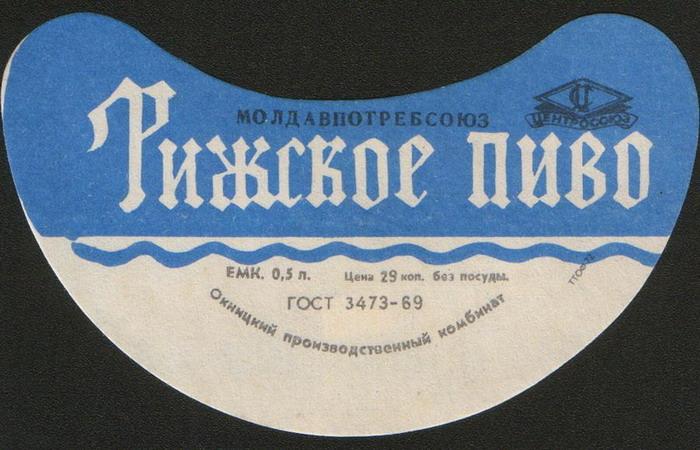 МОЛДАВПОТРЕБСОЮЗ
ЦЕНТРОСОЮЗ
Рижское пиво
ЕМК. 0,5 л. Цена 29 коп. без посуды.
ГОСТ 3473-69
Окницкий производственный комбинат